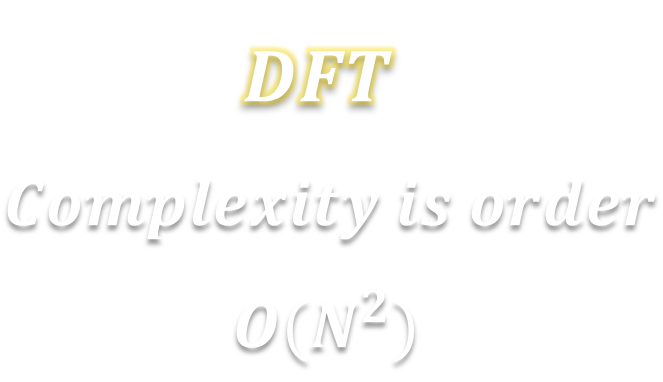 DFT
Complexity is order
O(N²)